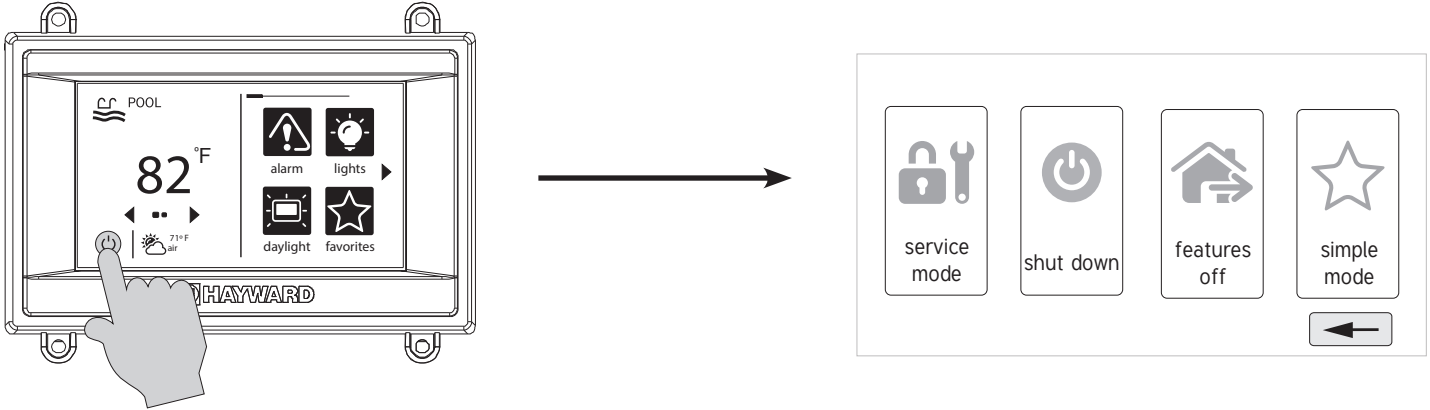 POOL
82 °F
71° F
air
alarm
lights
daylight
favorites
HAYWARD
service
mode
shut down
features
off
simple
mode